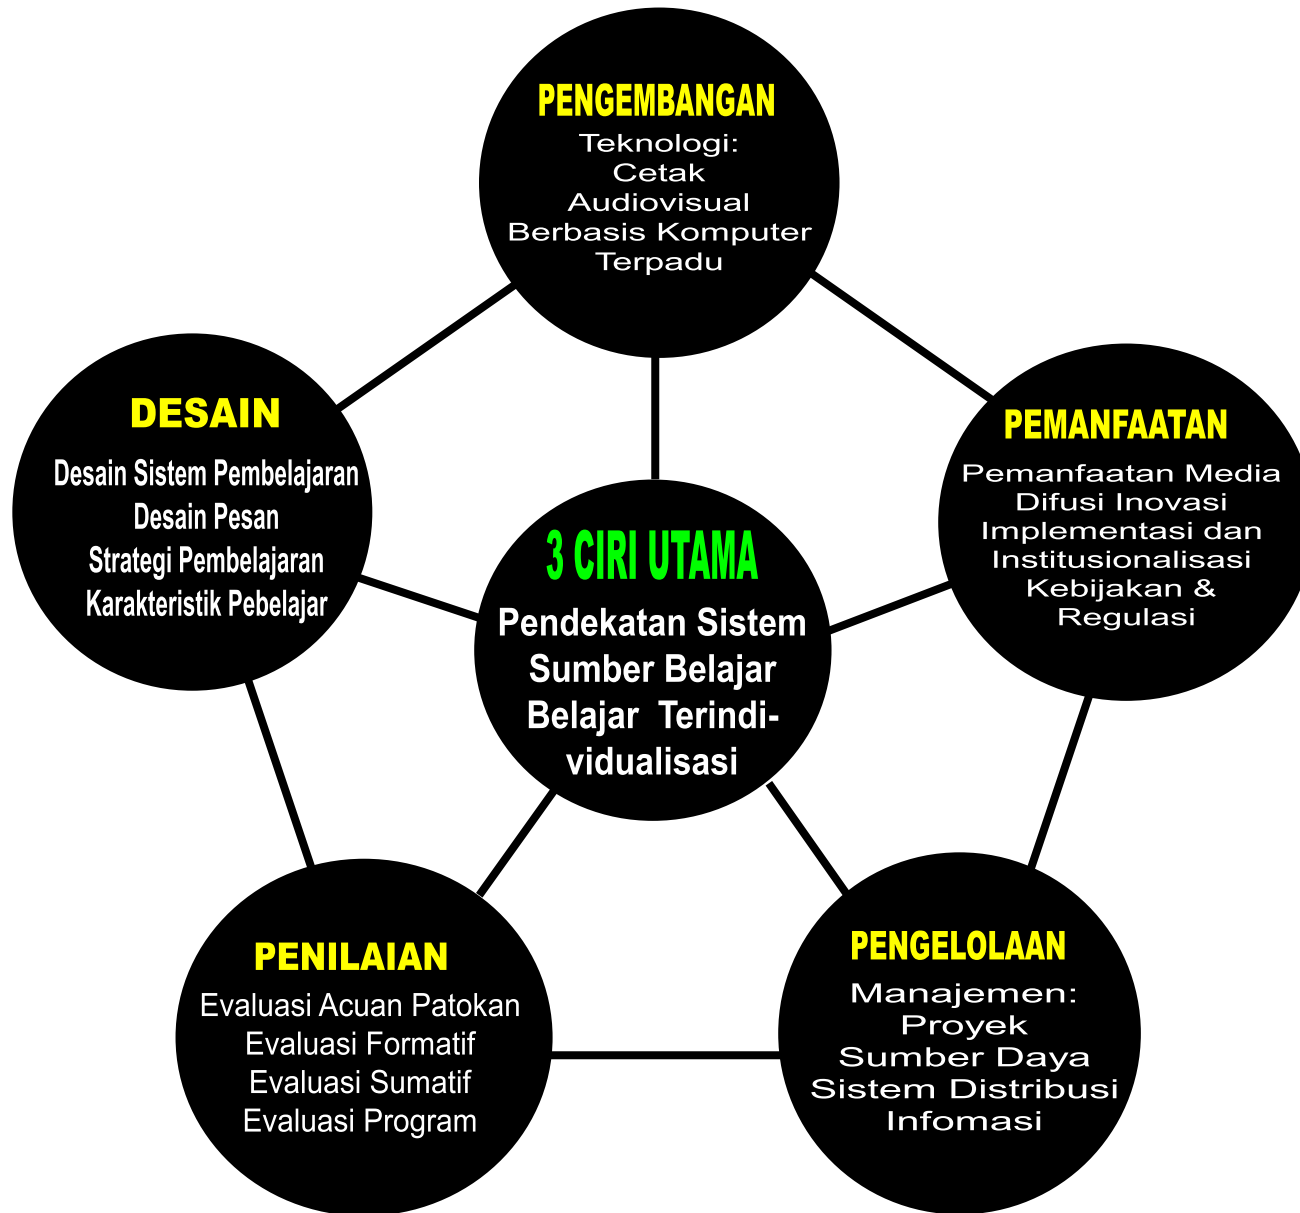 PENGEMBANGAN
Teknologi:
Cetak
Audiovisual
Berbasis Komputer
Terpadu
DESAIN
Desain Sistem Pembelajaran
Desain Pesan
Strategi Pembelajaran
Karakteristik Pebelajar
PEMANFAATAN
Pemanfaatan Media
Difusi Inovasi
Implementasi dan
Institusionalisasi
Kebijakan &
Regulasi
3 CIRI UTAMA
Pendekatan Sistem
Sumber Belajar
Belajar Terindi-
vidualisasi
PENILAIAN
Evaluasi Acuan Patokan
Evaluasi Formatif
Evaluasi Sumatif
Evaluasi Program
PENGELOLAAN
Manajemen:
Proyek
Sumber Daya
Sistem Distribusi
Infomasi